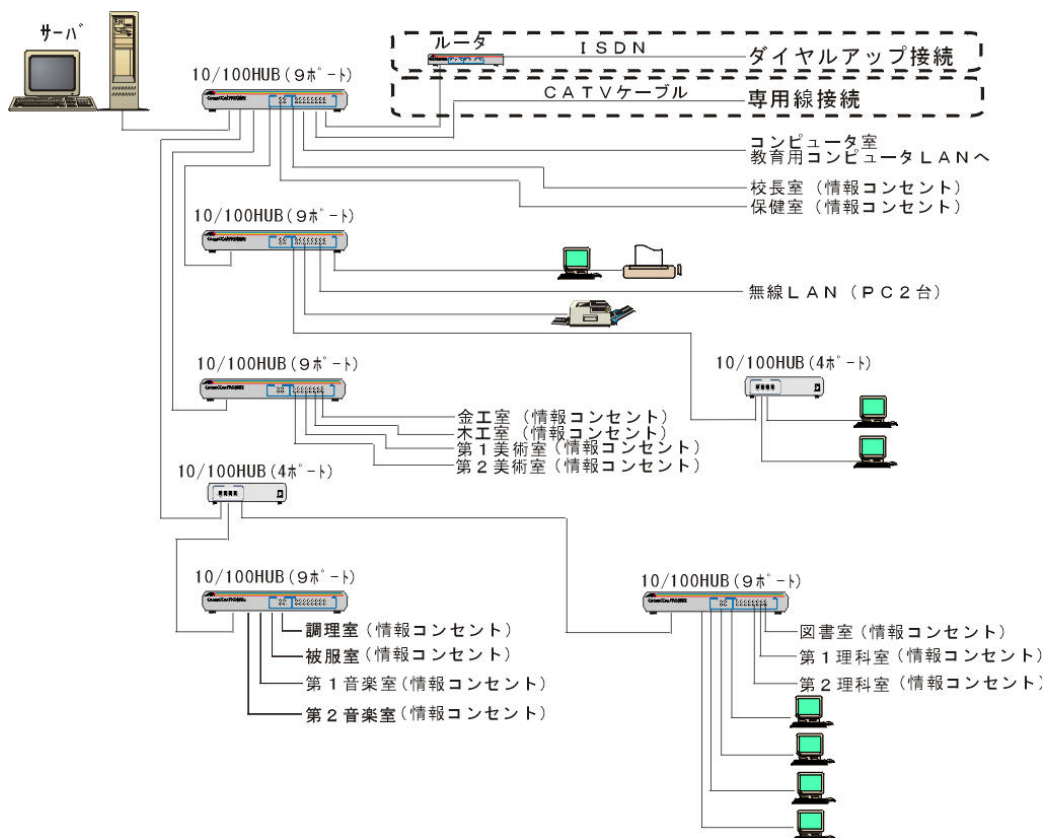 サーバ
ルータ
ISDN
ダイヤルアップ接続
10/100HUB(9ポート)
CATVケーブル
専用線接続
コンピュータ室
教育用コンピュータLANへ
校長室(情報コンセント)
保健室(情報コンセント)
10/100HUB(9ポート)
無線LAN(PC2台)
10/100HUB(9ポート)
10/100HUB(4ポート)
金工室(情報コンセント)
木工室(情報コンセント)
第1美術室(情報コンセント)
第2美術室(情報コンセント)
10/100HUB(4ポート)
10/100HUB(9ポート)
10/100HUB(9ポート)
調理室(情報コンセント)
被服室(情報コンセント)
第1音楽室(情報コンセント)
第2音楽室(情報コンセント)
図書室(情報コンセント)
第1理科室(情報コンセント)
第2理科室(情報コンセント)